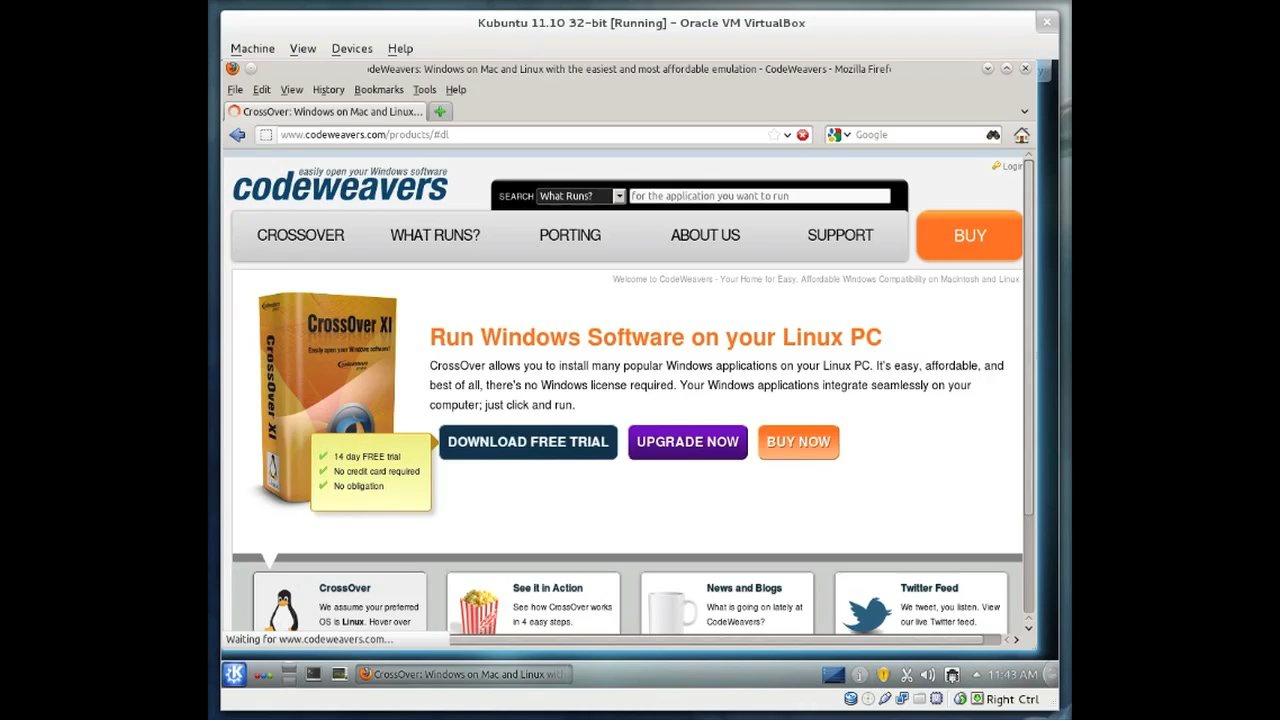 Kubuntu 11.10 32-bit [Running] – Oracle VM VirtualBox
Machine View Devices Help
deWeavers: Windows on Mac and Linux with the easiest and most affordable emulation - CodeWeavers - Mozilla Firef
File Edit View History Bookmarks Tools Help
CrossOver: Windows on Mac and Linux...
www.codeweavers.com/products/#dl
Google
Login
easily open your Windows software
codeweavers
SEARCH What Runs? for the application you want to run
CROSSOVER WHAT RUNS? PORTING ABOUT US SUPPORT BUY
Welcome to CodeWeavers - Your Home for Easy, Affordable Windows Compatibility on Macintosh and Linux
CrossOver XI
Easily open your Windows software!
CrossOver XI
Run Windows Software on your Linux PC
CrossOver allows you to install many popular Windows applications on your Linux PC. It's easy, affordable, and
best of all, there's no Windows license required. Your Windows applications integrate seamlessly on your
computer; just click and run.
DOWNLOAD FREE TRIAL UPGRADE NOW BUY NOW
14 day FREE trial
No credit card required
No obligation
CrossOver
We assume your preferred
OS is Linux. Hover over
See it in Action
See how CrossOver works
in 4 easy steps.
News and Blogs
What is going on lately at
CodeWeavers?
Twitter Feed
We tweet, you listen. View
our live Twitter feed.
Waiting for www.codeweavers.com...
CrossOver: Windows on Mac and Linux wit
11:43 AM
Right Ctrl